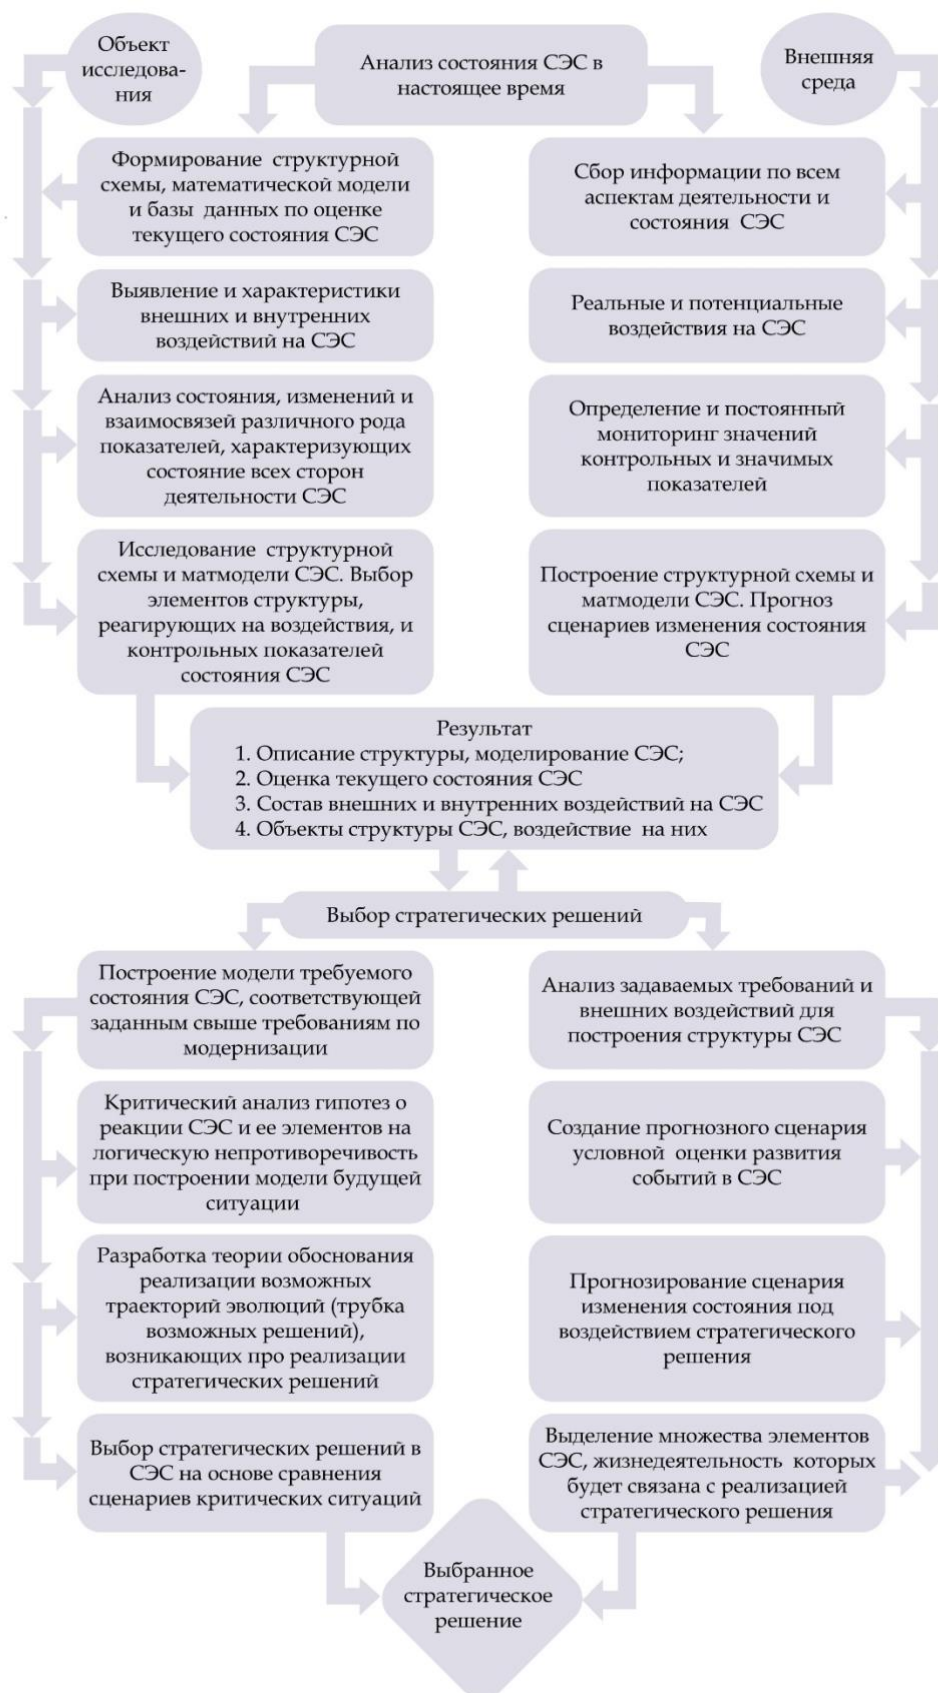 Объект
исследова-
ния
Анализ состояния СЭС в
настоящее время
Внешняя
среда
Формирование структурной
схемы, математической модели
и базы данных по оценке
текущего состояния СЭС
Сбор информации по всем
аспектам деятельности и
состояния СЭС
Выявление и характеристики
внешних и внутренних
воздействий на СЭС
Реальные и потенциальные
воздействия на СЭС
Анализ состояния, изменений и
взаимосвязей различного рода
показателей, характеризующих
состояние всех сторон
деятельности СЭС
Определение и постоянный
мониторинг значений
контрольных и значимых
показателей
Исследование структурной
схемы и матмодели СЭС. Выбор
элементов структуры,
реагирующих на воздействия, и
контрольных показателей
состояния СЭС
Построение структурной схемы и
матмодели СЭС. Прогноз
сценариев изменения состояния
СЭС
Результат
1. Описание структуры, моделирование СЭС;
2. Оценка текущего состояния СЭС
3. Состав внешних и внутренних воздействий на СЭС
4. Объекты структуры СЭС, воздействие на них
Выбор стратегических решений
Построение модели требуемого
состояния СЭС, соответствующей
заданным свыше требованиям по
модернизации
Анализ задаваемых требований и
внешних воздействий для
построения структуры СЭС
Критический анализ гипотез о
реакции СЭС и ее элементов на
логическую непротиворечивость
при построении модели будущей
ситуации
Создание прогнозного сценария
условной оценки развития
событий в СЭС
Разработка теории обоснования
реализации возможных
траекторий эволюций (трубка
возможных решений),
возникающих про реализации
стратегических решений
Прогнозирование сценария
изменения состояния под
воздействием стратегического
решения
Выбор стратегических решений в
СЭС на основе сравнения
сценариев критических ситуаций
Выделение множества элементов
СЭС, жизнедеятельность которых
будет связана с реализацией
стратегического решения
Выбранное
стратегическое
решение